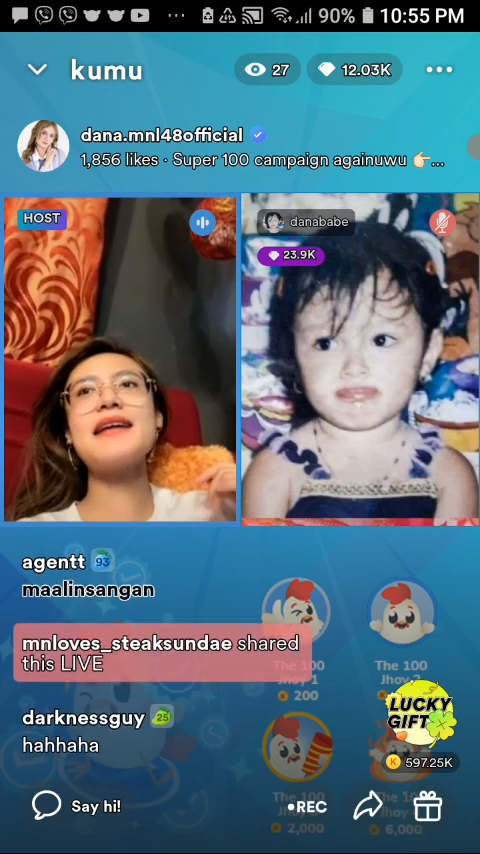 90% 10:55 PM
kumu
27
12.03K
dana.mnl48official
1,856 likes · Super 100 campaign againuwu 👉🏻...
HOST
danababe
23.9K
agentt 93
maalinsangan
mnloves_steaksundae shared
this LIVE
darknessguy 25
hahhaha
The 100
Jhoy 1
200
The 100
2,000
6,000
LUCKY
GIFT
K 597.25K
Say hi!
•REC